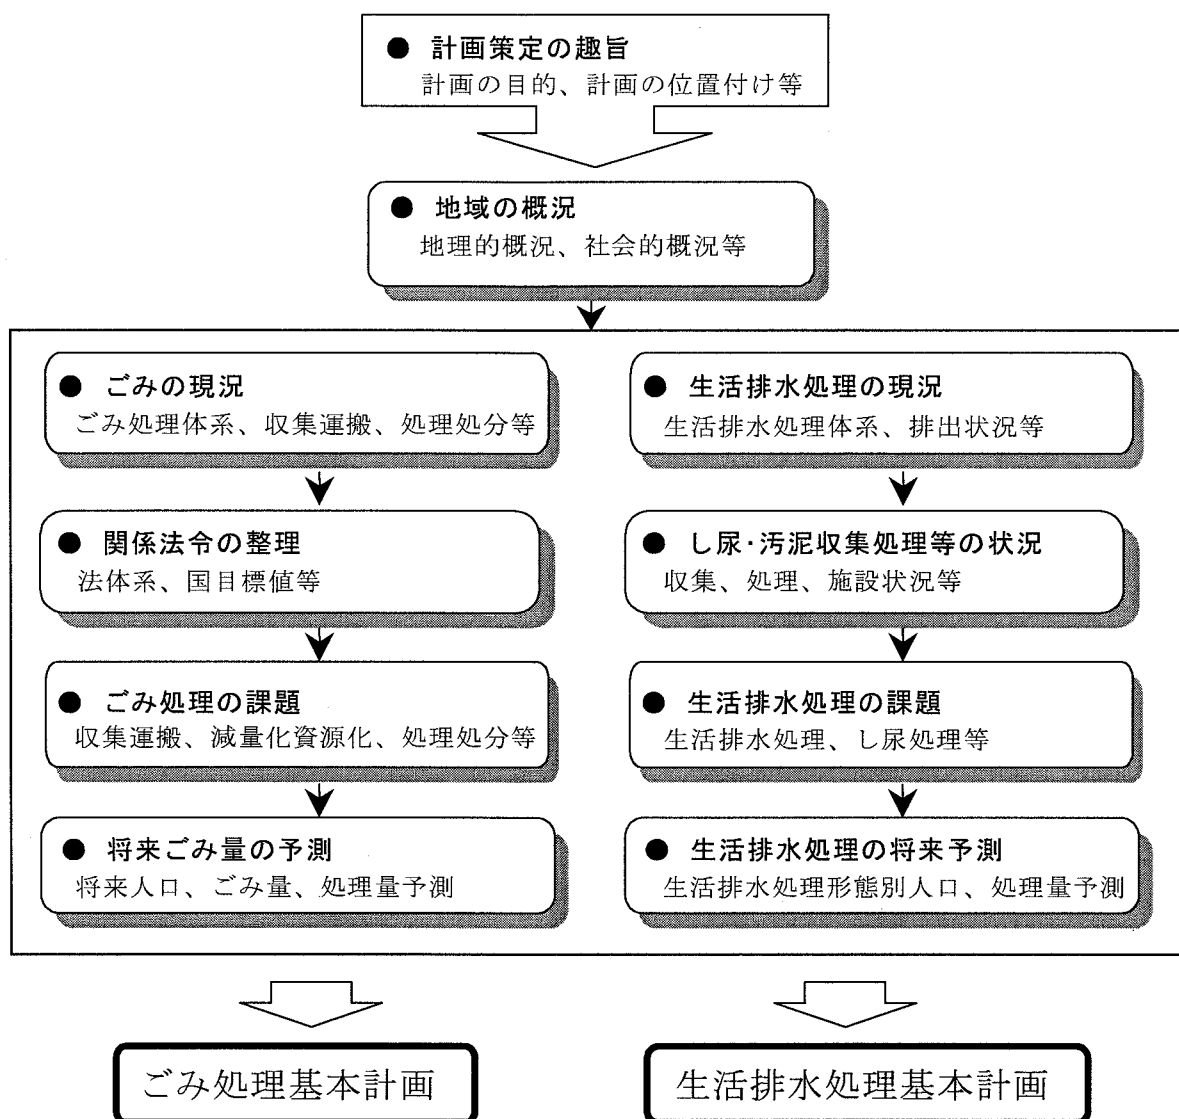 ● 計画策定の趣旨
計画の目的、計画の位置付け等
● 地域の概況
地理的概況、社会的概況等
● ごみの現況
ごみ処理体系、収集運搬、処理処分等
● 関係法令の整理
法体系、国目標値等
● ごみ処理の課題
収集運搬、減量化資源化、処理処分等
● 将来ごみ量の予測
将来人口、ごみ量、処理量予測
● 生活排水処理の現況
生活排水処理体系、排出状況等
● し尿・汚泥収集処理等の状況
収集、処理、施設状況等
● 生活排水処理の課題
生活排水処理、し尿処理等
● 生活排水処理の将来予測
生活排水処理形態別人口、処理量予測
ごみ処理基本計画
生活排水処理基本計画